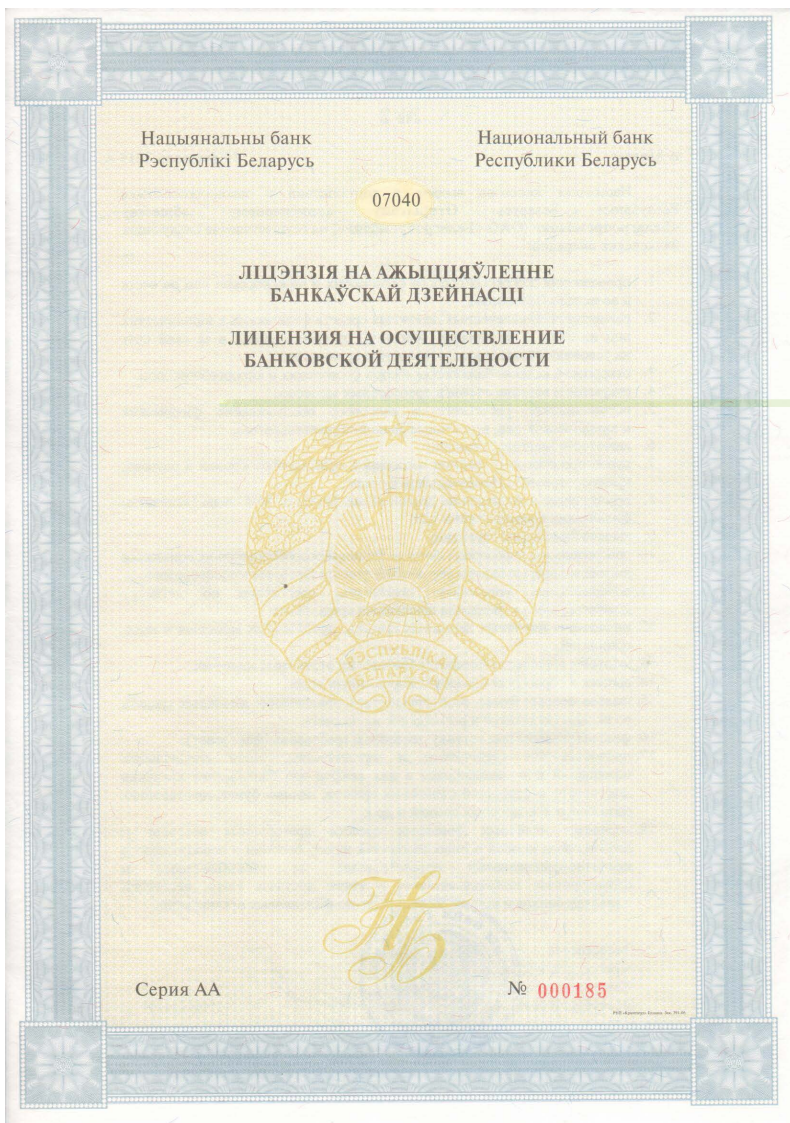 Нацыянальны банк
Рэспублікі Беларусь
Национальный банк
Республики Беларусь
07040
ЛІЦЭНЗІЯ НА АЖЫЦЦЯЎЛЕННЕ
БАНКАЎСКАЙ ДЗЕЙНАСЦІ
ЛИЦЕНЗИЯ НА ОСУЩЕСТВЛЕНИЕ
БАНКОВСКОЙ ДЕЯТЕЛЬНОСТИ
РЭСПУБЛІКА
БЕЛАРУСЬ
НБ
Серия АА
№ 000185